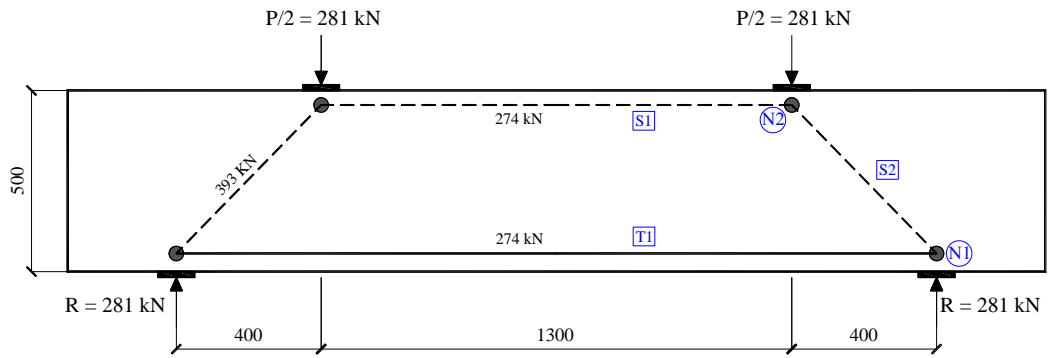 P/2 = 281 kN
P/2 = 281 kN
274 kN
S1
N2
393 KN
S2
500
274 kN
T1
N1
R = 281 kN
R = 281 kN
400
1300
400